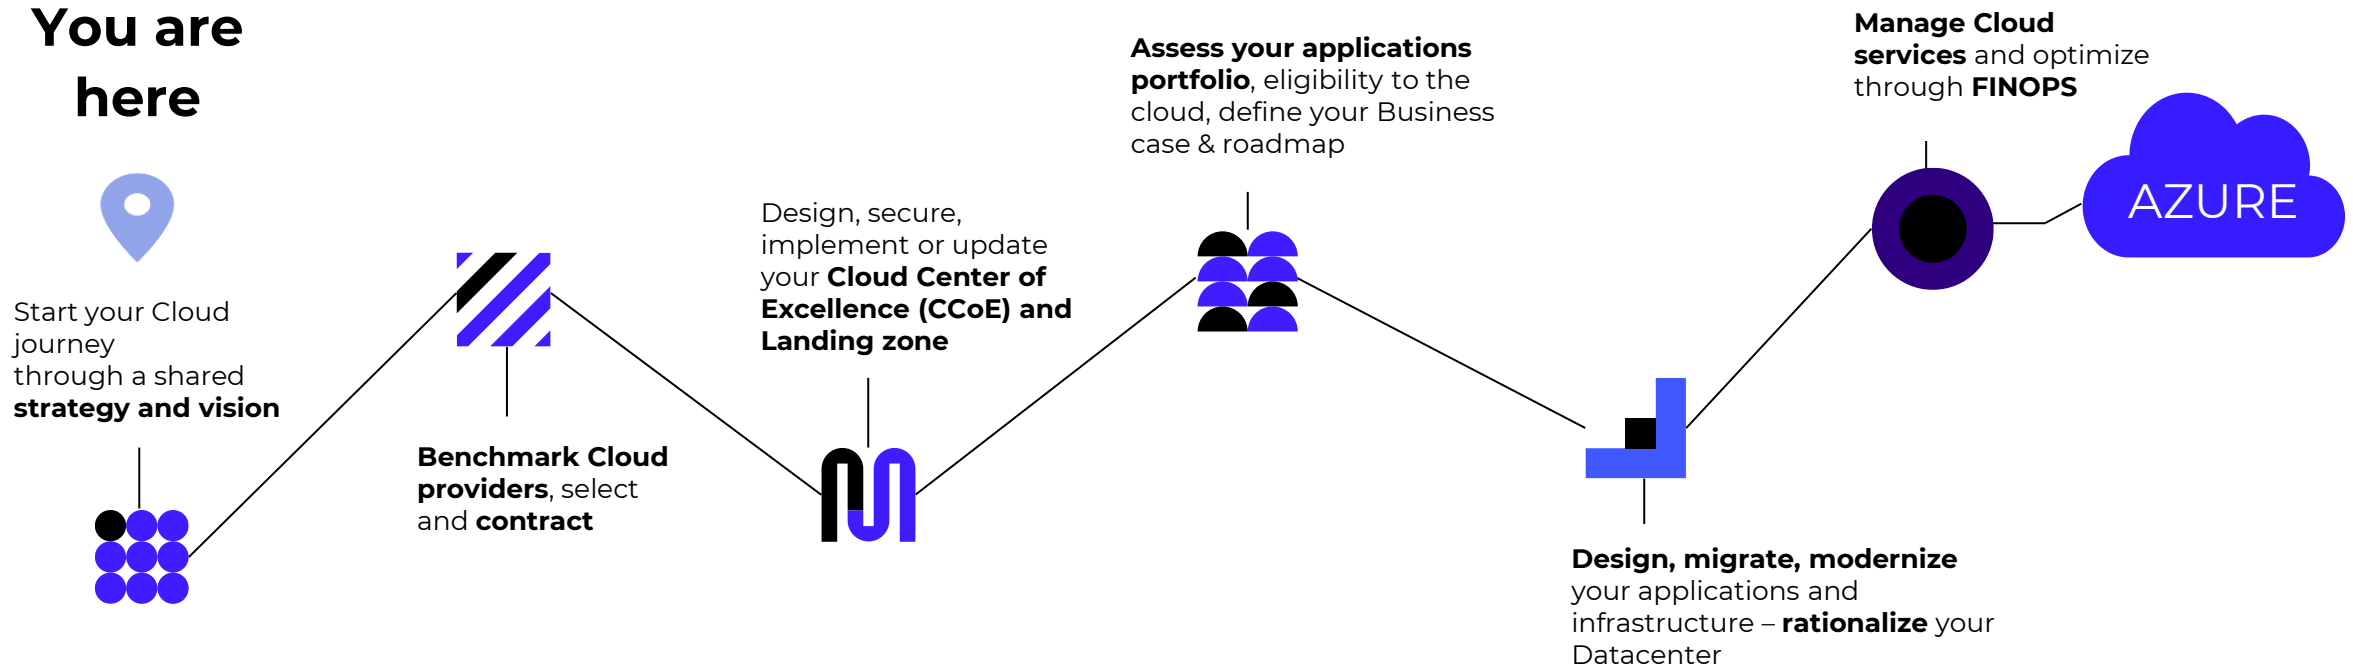 You are
here
Start your Cloud
journey
through a shared
strategy and vision
Benchmark Cloud
providers, select
and contract
Design, secure,
implement or update
your Cloud Center of
Excellence (CCoE) and
Landing zone
Assess your applications
portfolio, eligibility to the
cloud, define your Business
case & roadmap
Design, migrate, modernize
your applications and
infrastructure – rationalize your
Datacenter
Manage Cloud
services and optimize
through FINOPS
AZURE